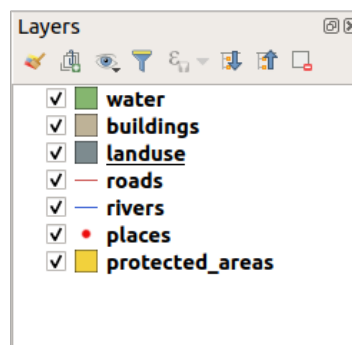 Layers
water
buildings
landuse
roads
rivers
places
protected_areas